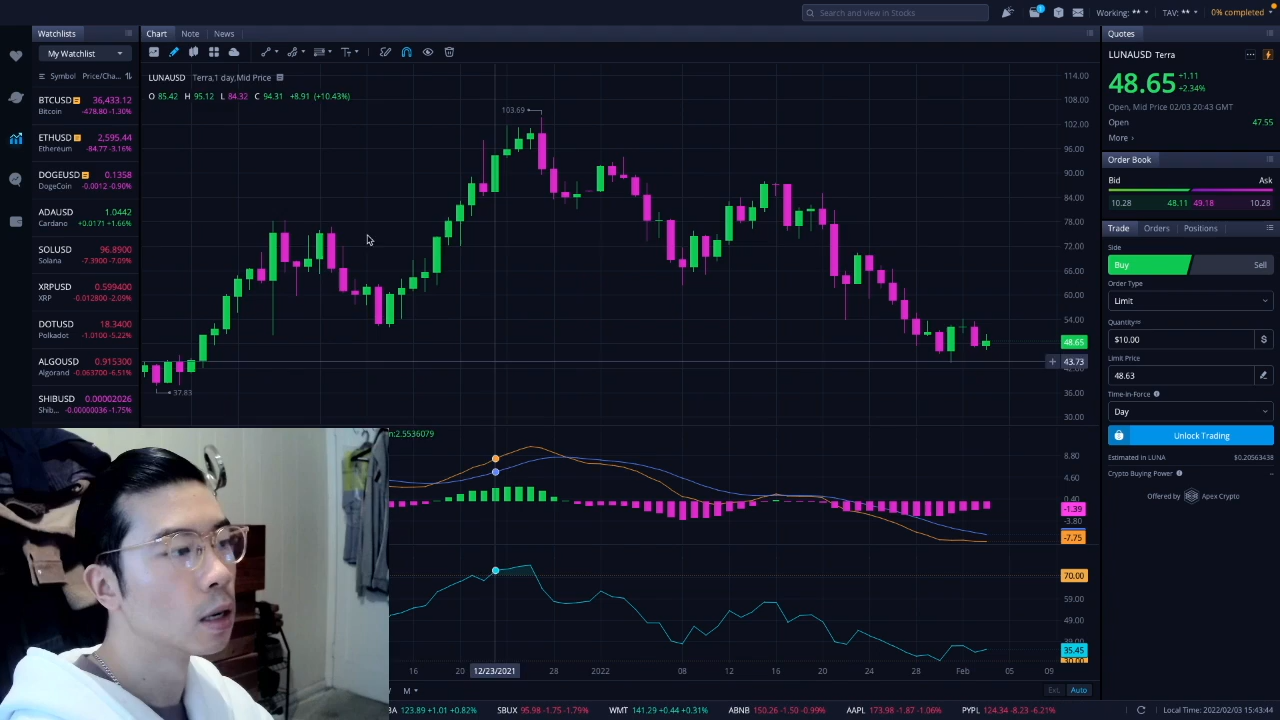 Search and view in Stocks
1
Working: **
TAV: **
0% completed
Watchlists
Chart
Note
News
Quotes
My Watchlist
Symbol
Price/Cha...
BTCUSD 36,433.12
Bitcoin -478.80 -1.30%
ETHUSD 2,595.44
Ethereum -84.77 -3.16%
DOGEUSD 0.1358
DogeCoin -0.0012 -0.90%
ADAUSD 1.0442
Cardano +0.0171 +1.66%
SOLUSD 96.8900
Solana -7.3900 -7.09%
XRPUSD 0.599400
XRP -0.012800 -2.09%
DOTUSD 18.3400
Polkadot -1.0100 -5.22%
ALGOUSD 0.915300
Algorand -0.063700 -6.51%
SHIBUSD 0.00002026
Shib... -0.00000036 -1.75%
LUNAUSD Terra,1 day,Mid Price
O 85.42 H 95.12 L 84.32 C 94.31 +8.91 (+10.43%)
103.69
37.83
114.00
108.00
102.00
96.00
90.00
84.00
78.00
72.00
66.00
60.00
54.00
48.65
43.73
36.00
30.00
n:2.5536079
8.80
4.60
0.40
-1.39
-3.80
-7.75
70.00
59.00
49.00
35.45
16 20 12/23/2021 28 2022 08 12 16 20 24 28 Feb 05 09
M
Ext.
Auto
LUNAUSD Terra
48.65
+1.11
+2.34%
Open, Mid Price 02/03 20:43 GMT
Open 47.55
More
Order Book
Bid Ask
10.28 48.11 49.18 10.28
Trade
Orders
Positions
Side
Buy
Sell
Order Type
Limit
Quantity≈
$10.00
$
Limit Price
48.63
Time-In-Force
Day
Unlock Trading
Estimated in LUNA $0.20563438
Crypto Buying Power --
Offered by Apex Crypto
BA 123.89 +1.01 +0.82%
SBUX 95.98 -1.75 -1.79%
WMT 141.29 +0.44 +0.31%
ABNB 150.26 -1.50 -0.99%
AAPL 173.98 -1.87 -1.06%
PYPL 124.34 -8.23 -6.21%
Local Time: 2022/02/03 15:43:44